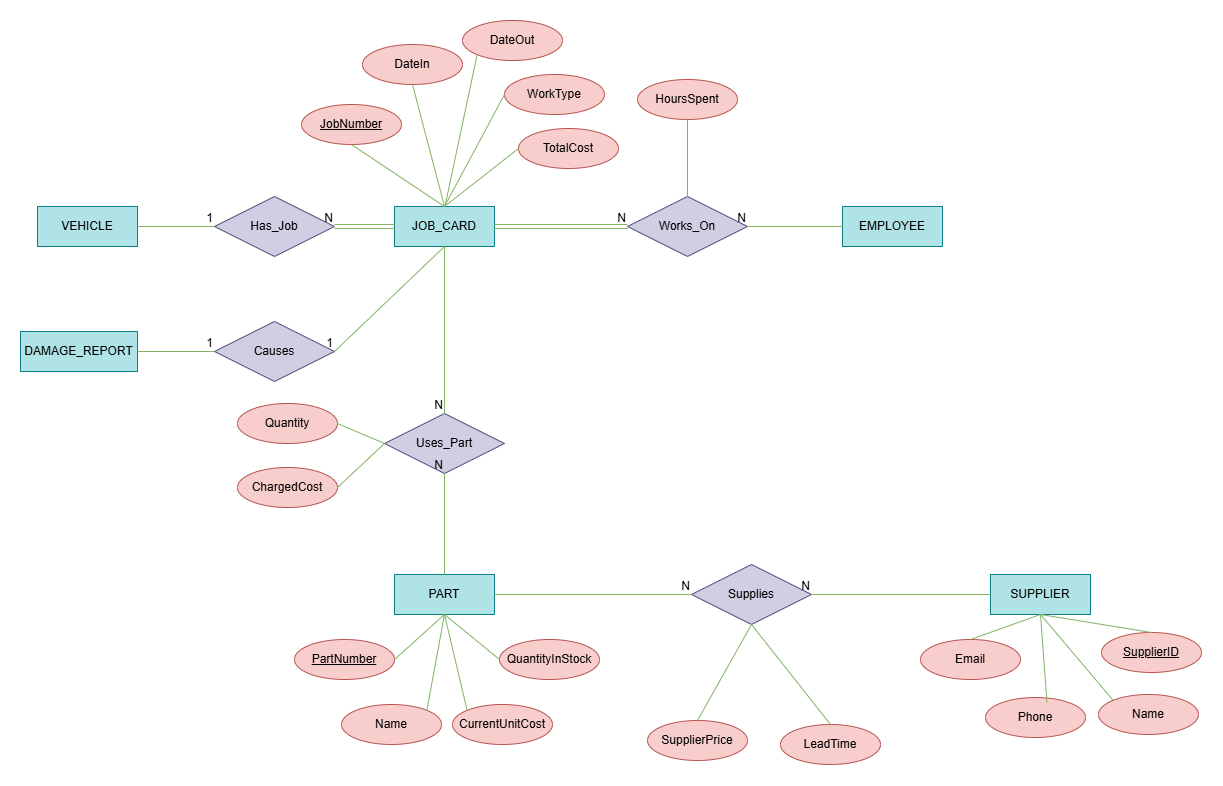 DateOut
DateIn
WorkType
HoursSpent
JobNumber
TotalCost
1
N
N
N
VEHICLE
Has_Job
JOB_CARD
Works_On
EMPLOYEE
1
1
DAMAGE_REPORT
Causes
N
Quantity
Uses_Part
N
ChargedCost
N
N
PART
Supplies
SUPPLIER
PartNumber
QuantityInStock
Email
SupplierID
Name
CurrentUnitCost
Phone
Name
SupplierPrice
LeadTime